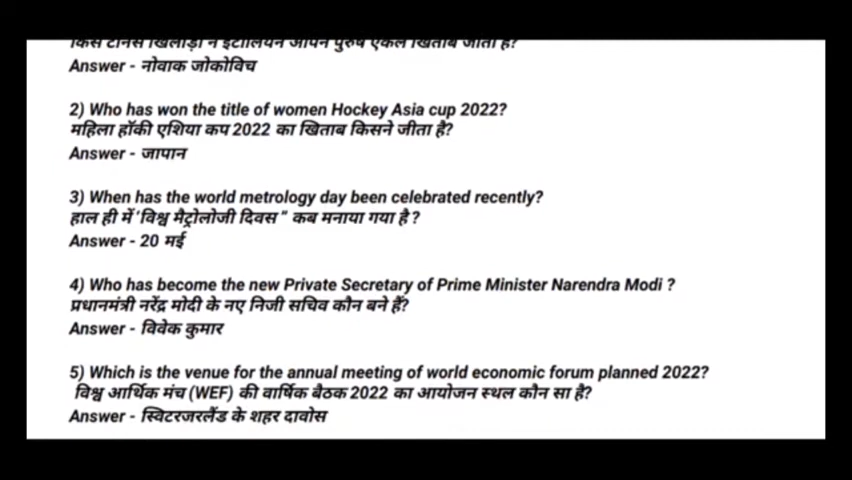 किस टेनिस खिलाड़ी ने इटालियन ओपन पुरुष एकल खिताब जीता है?
Answer - नोवाक जोकोविच
2) Who has won the title of women Hockey Asia cup 2022?
महिला हॉकी एशिया कप 2022 का खिताब किसने जीता है?
Answer - जापान
3) When has the world metrology day been celebrated recently?
हाल ही में 'विश्व मैट्रोलोजी दिवस " कब मनाया गया है ?
Answer - 20 मई
4) Who has become the new Private Secretary of Prime Minister Narendra Modi ?
प्रधानमंत्री नरेंद्र मोदी के नए निजी सचिव कौन बने हैं?
Answer - विवेक कुमार
5) Which is the venue for the annual meeting of world economic forum planned 2022?
विश्व आर्थिक मंच (WEF) की वार्षिक बैठक 2022 का आयोजन स्थल कौन सा है?
Answer - स्विटरजरलैंड के शहर दावोस